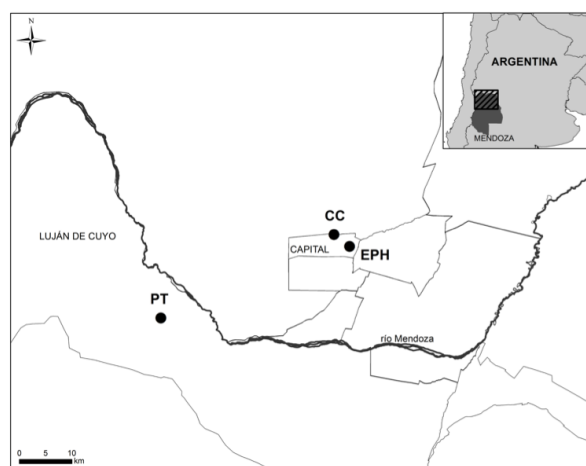 N
ARGENTINA
MENDOZA
CC
LUJÁN DE CUYO
CAPITAL
EPH
PT
río Mendoza
0 5 10
km